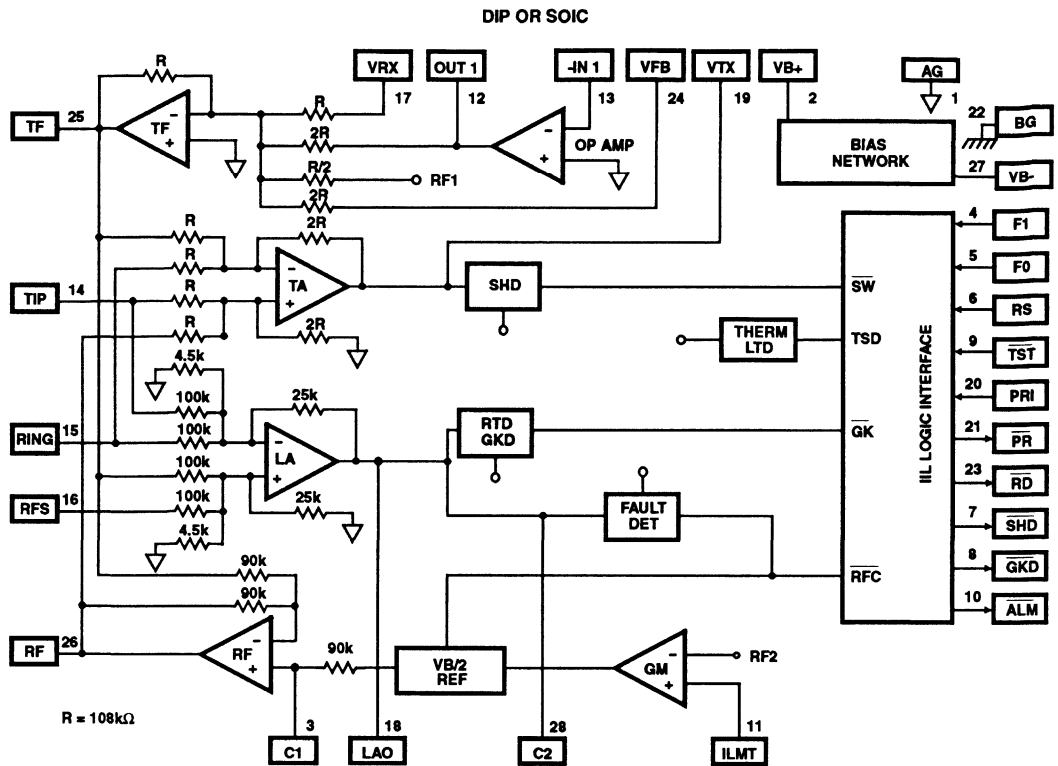 DIP OR SOIC
VRX
OUT 1
-IN 1
VFB
VTX
VB+
AG
17
12
13
24
19
2
1
R
TF
25
TF
-
+
R
2R
R/2
2R
RF1
-
+
OP AMP
BIAS
NETWORK
22
BG
27
VB-
R
R
R
R
2R
-
TA
+
2R
TIP
14
SHD
SW
THERM
LTD
TSD
IIL LOGIC INTERFACE
4
F1
5
F0
6
RS
9
TST
20
PRI
21
PR
23
RD
7
SHD
8
GKD
10
ALM
4.5k
100k
100k
100k
100k
4.5k
25k
-
LA
+
25k
RING
15
RFS
16
RTD
GKD
GK
FAULT
DET
RFC
90k
90k
RF
26
-
RF
+
90k
VB/2
REF
GM
-
+
RF2
R = 108kΩ
3
C1
18
LAO
28
C2
11
ILMT